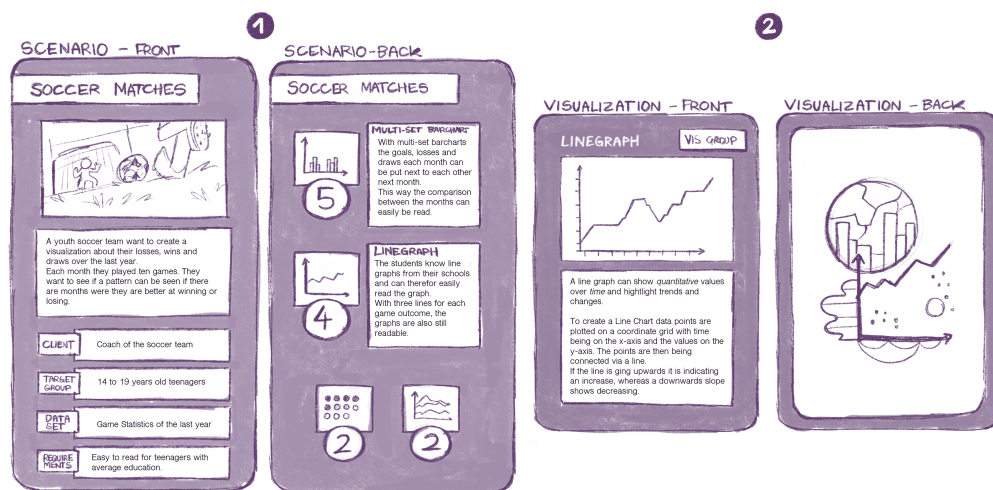 1
SCENARIO - FRONT
SOCCER MATCHES
A youth soccer team want to create a
visualization about their losses, wins and
draws over the last year.
Each month they played ten games. They
want to see if a pattern can be seen if there
are months were they are better at winning or
losing.
CLIENT
Coach of the soccer team
TARGET
GROUP
14 to 19 years old teenagers
DATA
SET
Game Statistics of the last year
REQUIRE
MENTS
Easy to read for teenagers with
average education.
SCENARIO-BACK
SOCCER MATCHES
MULTI-SET BARCHART
With multi-set barcharts
the goals, losses and
draws each month can
be put next to each other
next month.
This way the comparison
between the months can
easily be read.
5
LINEGRAPH
The students know line
graphs from their schools
and can therefor easily
read the graph.
With three lines for each
game outcome, the
graphs are also still
readable.
4
2
2
2
VISUALIZATION - FRONT
LINEGRAPH
VIS GROUP
A line graph can show quantitative values
over time and hightlight trends and
changes.
To create a Line Chart data points are
plotted on a coordinate grid with time
being on the x-axis and the values on the
y-axis. The points are then being
connected via a line.
If the line is ging upwards it is indicating
an increase, whereas a downwards slope
shows decreasing.
VISUALIZATION - BACK